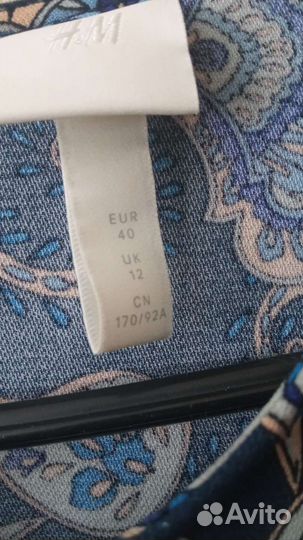 H&M
EUR
40
UK
12
CN
170/92A
Avito